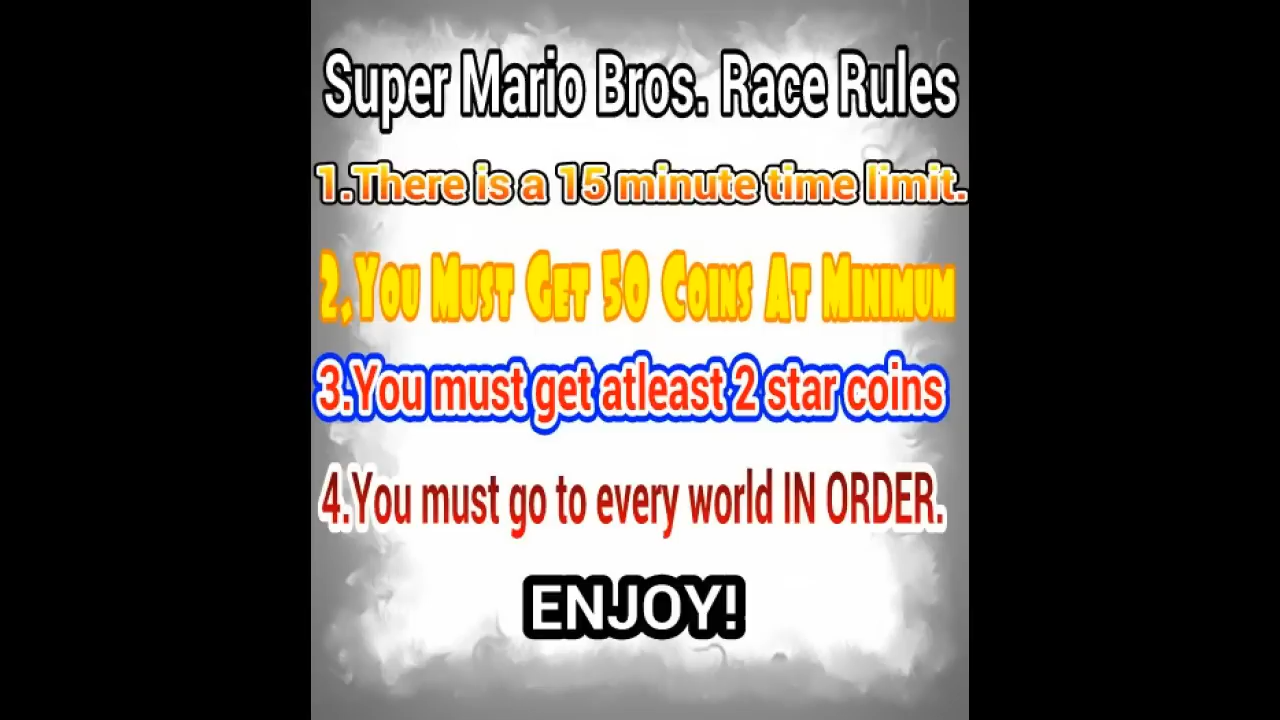 Super Mario Bros. Race Rules
1.There is a 15 minute time limit.
2,You Must Get 50 Coins At Minimum
3.You must get atleast 2 star coins
4.You must go to every world IN ORDER.
ENJOY!